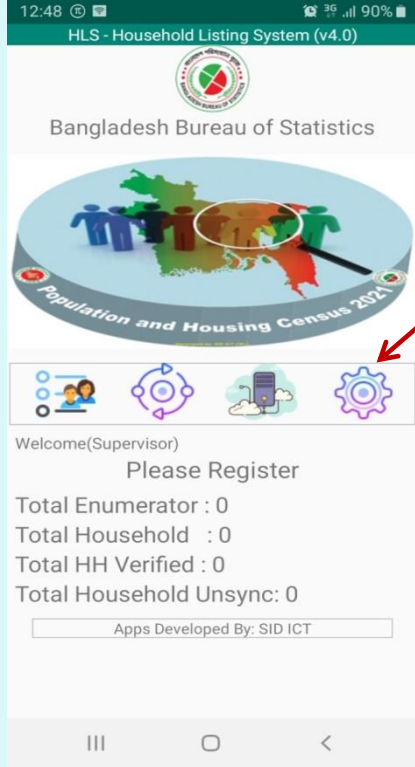 12:48
3G
90%
HLS - Household Listing System (v4.0)
Bangladesh Bureau of Statistics
Population and Housing Census 2021
Welcome(Supervisor)
Please Register
Total Enumerator : 0
Total Household : 0
Total HH Verified : 0
Total Household Unsync: 0
Apps Developed By: SID ICT